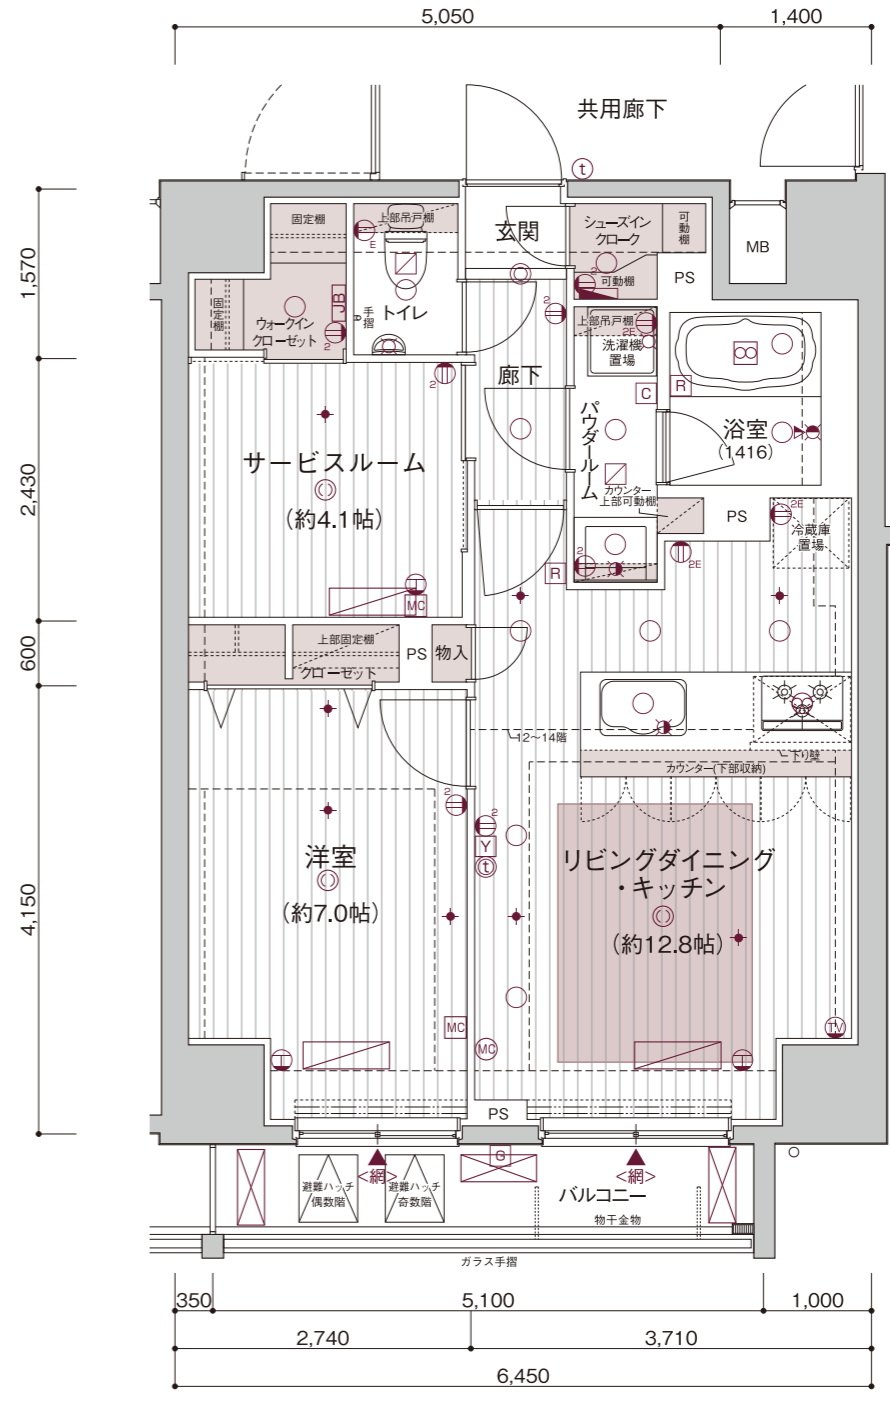 5,050
1,400
共用廊下
t
固定棚
上部吊戸棚
E
玄関
シューズイン
クローク
可動棚
MB
1,570
固定棚
ウォークイン
クローゼット
JB
2
手摺
トイレ
2
可動棚
PS
2
上部吊戸棚
2E
洗濯機
置場
廊下
2
C
R
パウダールーム
浴室
(1416)
サービスルーム
(約4.1帖)
2,430
カウンター
上部可動棚
PS
2E
冷蔵庫
置場
2
R
2E
MC
600
上部固定棚
クローゼット
PS
物入
12〜14階
下り壁
カウンター(下部収納)
2
2
Y
t
洋室
(約7.0帖)
リビングダイニング
・キッチン
(約12.8帖)
4,150
MC
MC
TV
PS
G
避難ハッチ
偶数階
<網>
避難ハッチ
奇数階
<網>
バルコニー
物干金物
ガラス手摺
350
5,100
1,000
2,740
3,710
6,450